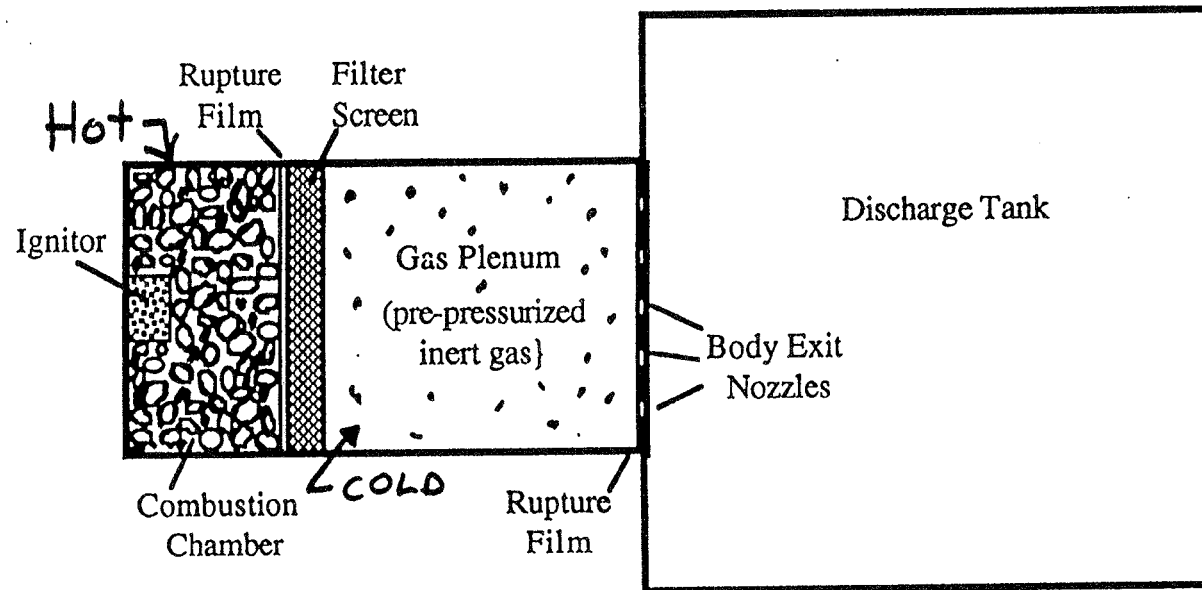 Rupture
Film
Filter
Screen
Hot
Ignitor
Gas Plenum
(pre-pressurized
inert gas}
Discharge Tank
Body Exit
Nozzles
COLD
Combustion
Chamber
Rupture
Film